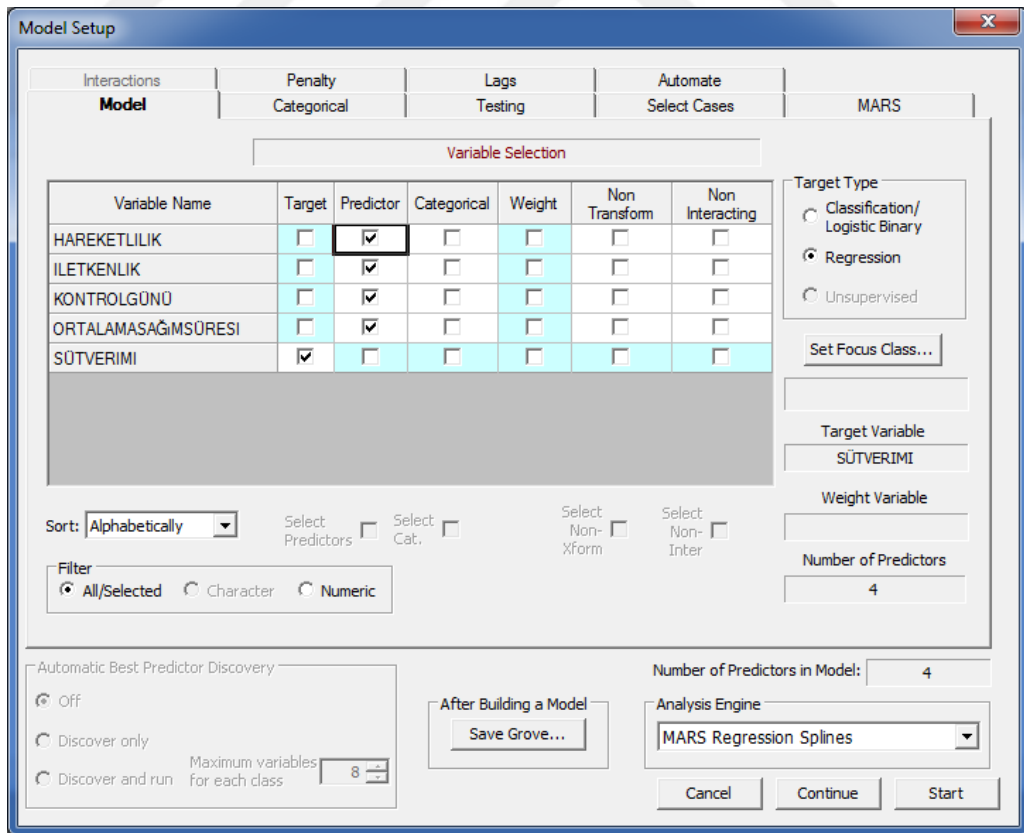 Model Setup
Interactions Penalty Lags Automate
Model Categorical Testing Select Cases MARS
Variable Selection
Variable Name Target Predictor Categorical Weight Non Transform Non Interacting
HAREKETLILIK
ILETKENLIK
KONTROLGÜNÜ
ORTALAMASAĞıMSÜRESI
SÜTVERIMI
Target Type
Classification/
Logistic Binary
Regression
Unsupervised
Set Focus Class...
Target Variable
SÜTVERIMI
Weight Variable
Number of Predictors
4
Sort: Alphabetically
Select
Predictors
Select
Cat.
Select
Non-
Xform
Select
Non-
Inter
Filter
All/Selected Character Numeric
Automatic Best Predictor Discovery
Off
Discover only
Discover and run
Maximum variables
for each class
8
After Building a Model
Save Grove...
Number of Predictors in Model: 4
Analysis Engine
MARS Regression Splines
Cancel Continue Start